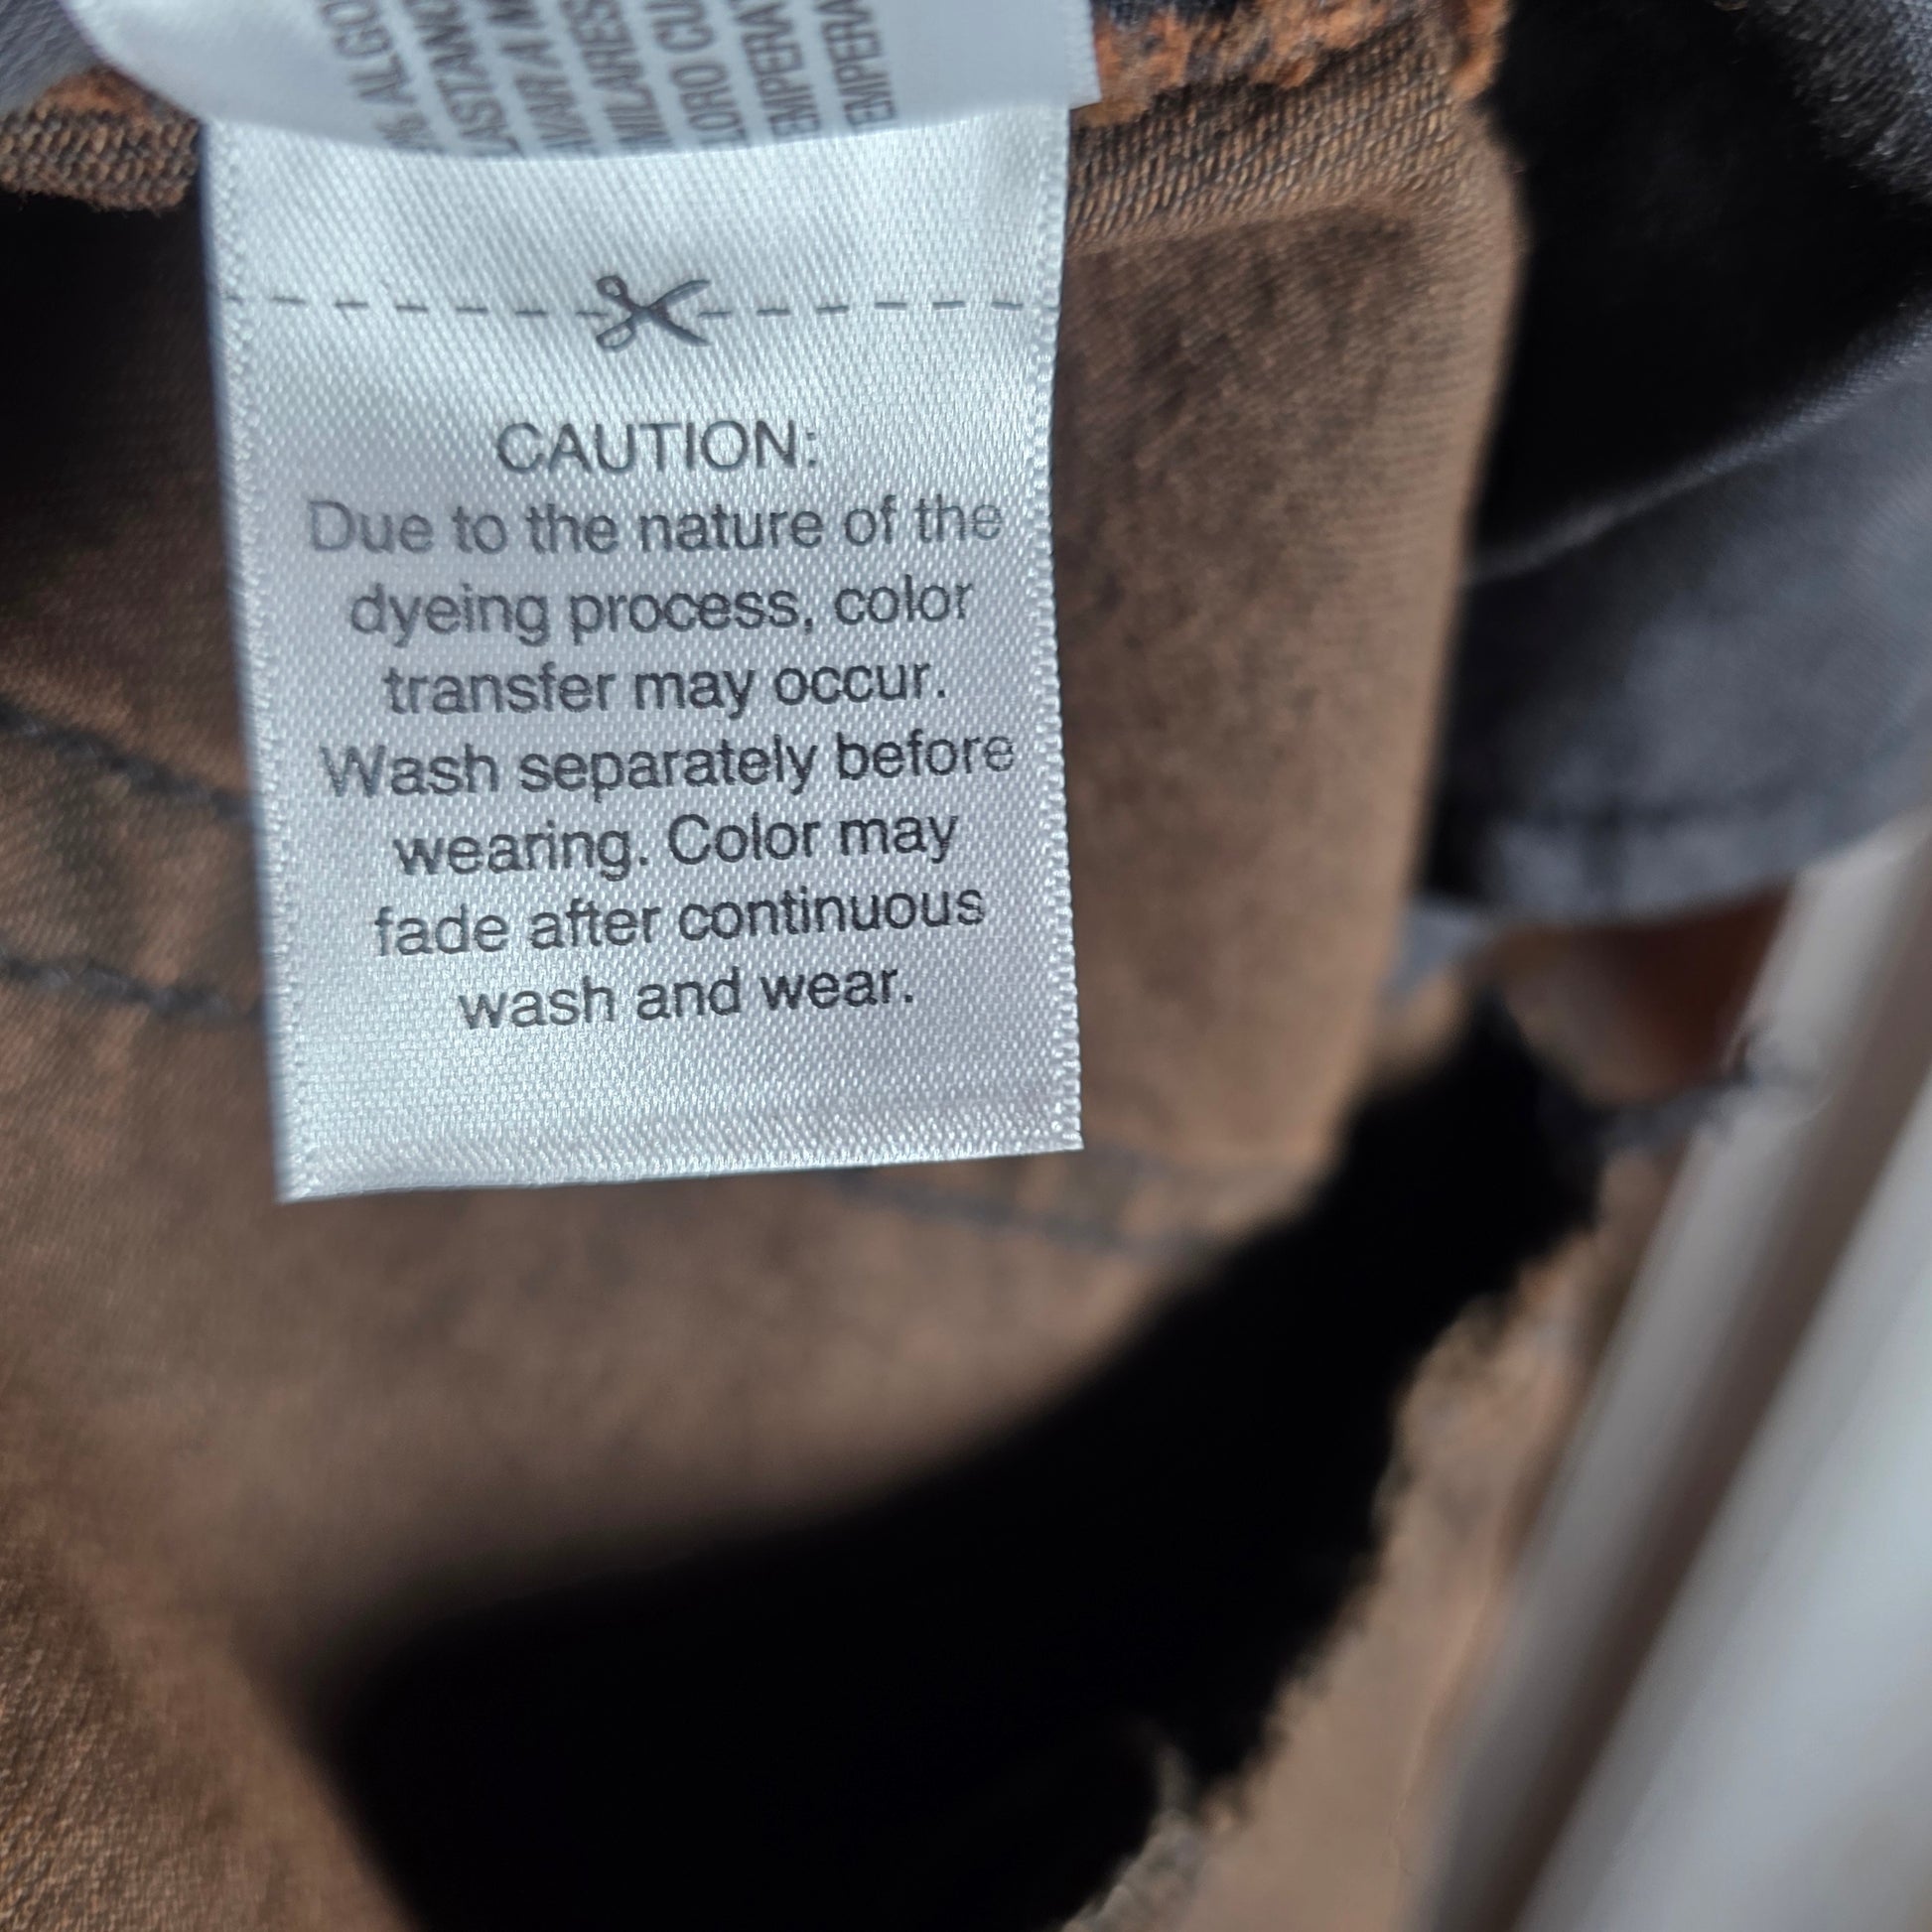 CAUTION:
Due to the nature of the
dyeing process, color
transfer may occur.
Wash separately before
wearing. Color may
fade after continuous
wash and wear.